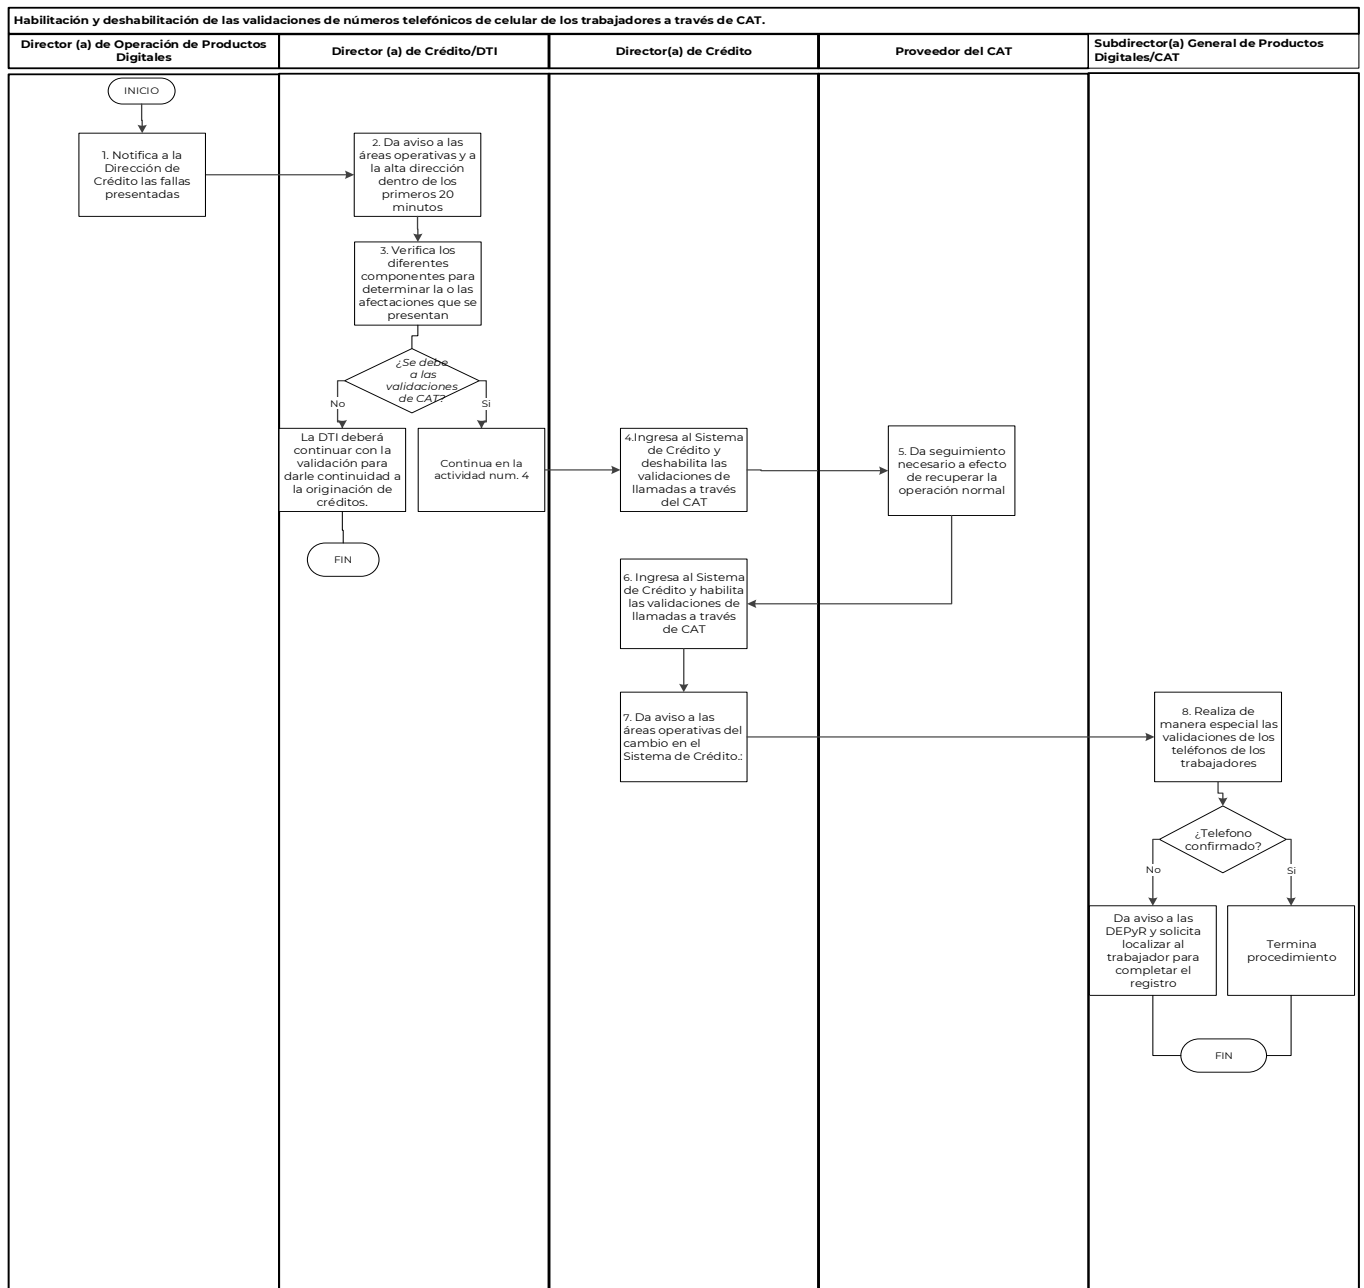 Habilitación y deshabilitación de las validaciones de números telefónicos de celular de los trabajadores a través de CAT.
Director (a) de Operación de Productos
Digitales
Director (a) de Crédito/DTI
Director(a) de Crédito
Proveedor del CAT
Subdirector(a) General de Productos
Digitales/CAT
INICIO
1. Notifica a la
Dirección de
Crédito las fallas
presentadas
2. Da aviso a las
áreas operativas y a
la alta dirección
dentro de los
primeros 20
minutos
3. Verifica los
diferentes
componentes para
determinar la o las
afectaciones que se
presentan
¿Se debe
a las
validaciones
de CAT?
No
Si
La DTI deberá
continuar con la
validación para
darle continuidad a
la originación de
créditos.
Continua en la
actividad num. 4
FIN
4.Ingresa al Sistema
de Crédito y
deshabilita las
validaciones de
llamadas a través
del CAT
5. Da seguimiento
necesario a efecto
de recuperar la
operación normal
6. Ingresa al Sistema
de Crédito y habilita
las validaciones de
llamadas a través
de CAT
7. Da aviso a las
áreas operativas del
cambio en el
Sistema de Crédito.:
8. Realiza de
manera especial las
validaciones de los
teléfonos de los
trabajadores
¿Telefono
confirmado?
No
Si
Da aviso a las
DEPyR y solicita
localizar al
trabajador para
completar el
registro
Termina
procedimiento
FIN